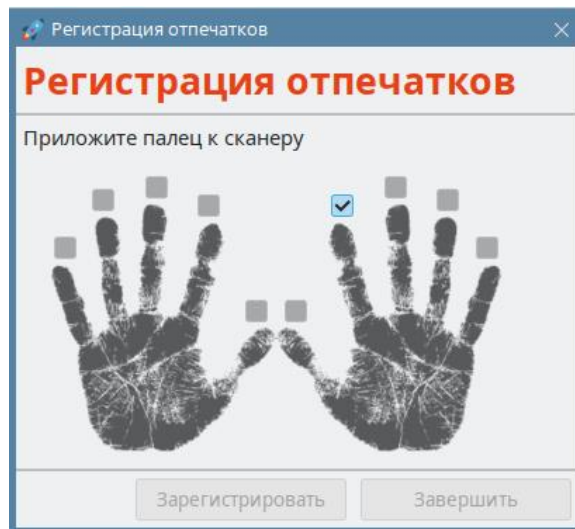 Регистрация отпечатков
Регистрация отпечатков
Приложите палец к сканеру
Зарегистрировать
Завершить